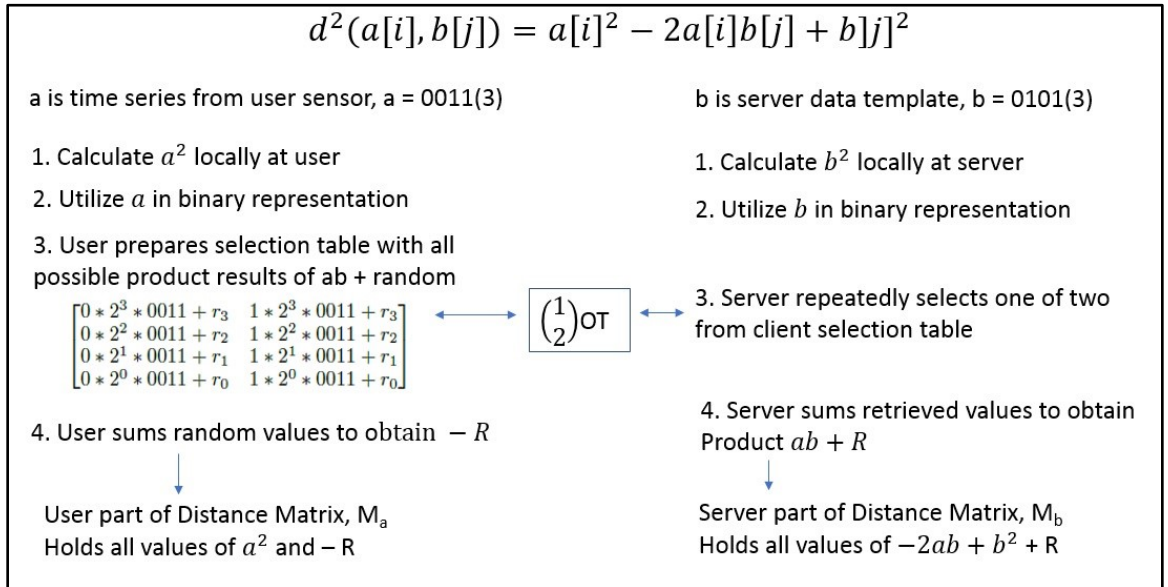 d²(a[i], b[j]) = a[i]² − 2a[i]b[j] + b]j]²
a is time series from user sensor, a = 0011(3)
1. Calculate a² locally at user
2. Utilize a in binary representation
3. User prepares selection table with all
possible product results of ab + random
[0 * 2³ * 0011 + r₃ 1 * 2³ * 0011 + r₃]
0 * 2² * 0011 + r₂ 1 * 2² * 0011 + r₂
0 * 2¹ * 0011 + r₁ 1 * 2¹ * 0011 + r₁
[0 * 2⁰ * 0011 + r₀ 1 * 2⁰ * 0011 + r₀]
4. User sums random values to obtain − R
User part of Distance Matrix, Mₐ
Holds all values of a² and − R
(1 2)OT
b is server data template, b = 0101(3)
1. Calculate b² locally at server
2. Utilize b in binary representation
3. Server repeatedly selects one of two
from client selection table
4. Server sums retrieved values to obtain
Product ab + R
Server part of Distance Matrix, M_b
Holds all values of −2ab + b² + R